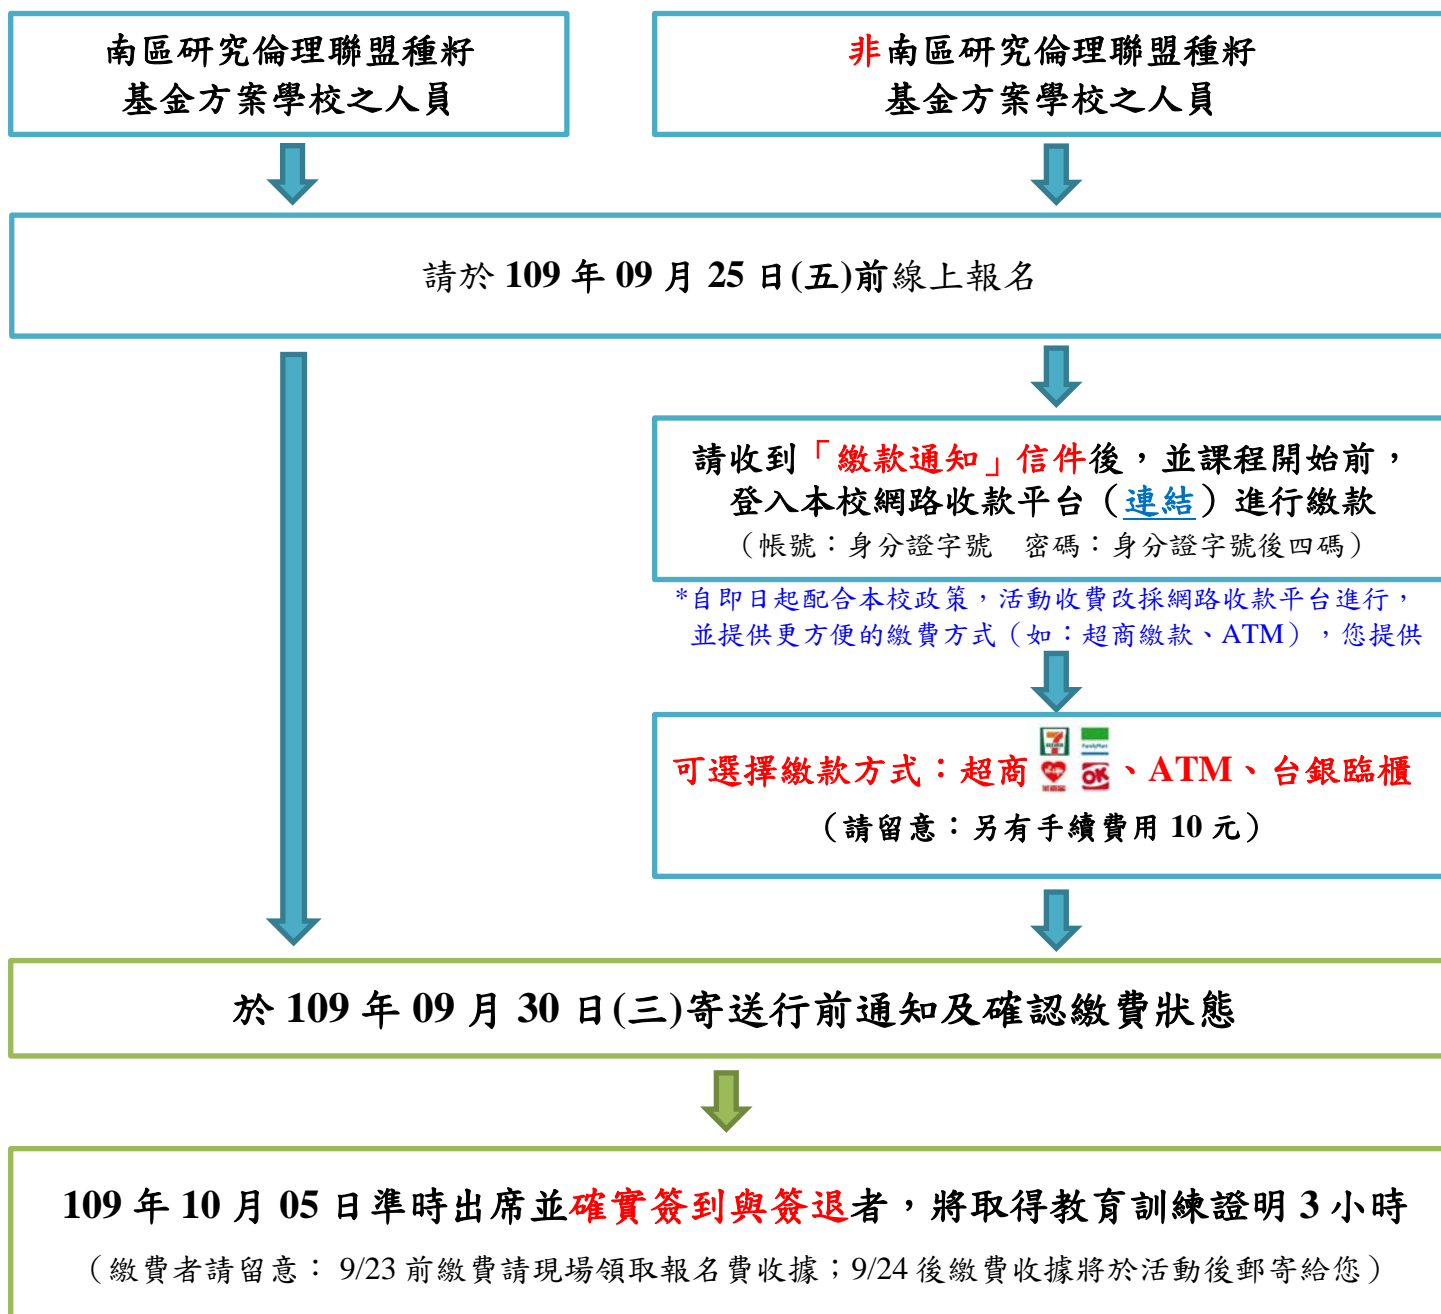 南區研究倫理聯盟種籽
基金方案學校之人員
非南區研究倫理聯盟種籽
基金方案學校之人員
請於 109 年 09 月 25 日(五)前線上報名
請收到「繳款通知」信件後，並課程開始前，
登入本校網路收款平台（連結）進行繳款
（帳號：身分證字號　密碼：身分證字號後四碼）
*自即日起配合本校政策，活動收費改採網路收款平台進行，
並提供更方便的繳費方式（如：超商繳款、ATM），您提供
可選擇繳款方式：超商 7 ELEVEN FamilyMart OK 、ATM、台銀臨櫃
（請留意：另有手續費用 10 元）
於 109 年 09 月 30 日(三)寄送行前通知及確認繳費狀態
109 年 10 月 05 日準時出席並確實簽到與簽退者，將取得教育訓練證明 3 小時
（繳費者請留意： 9/23 前繳費請現場領取報名費收據；9/24 後繳費收據將於活動後郵寄給您）